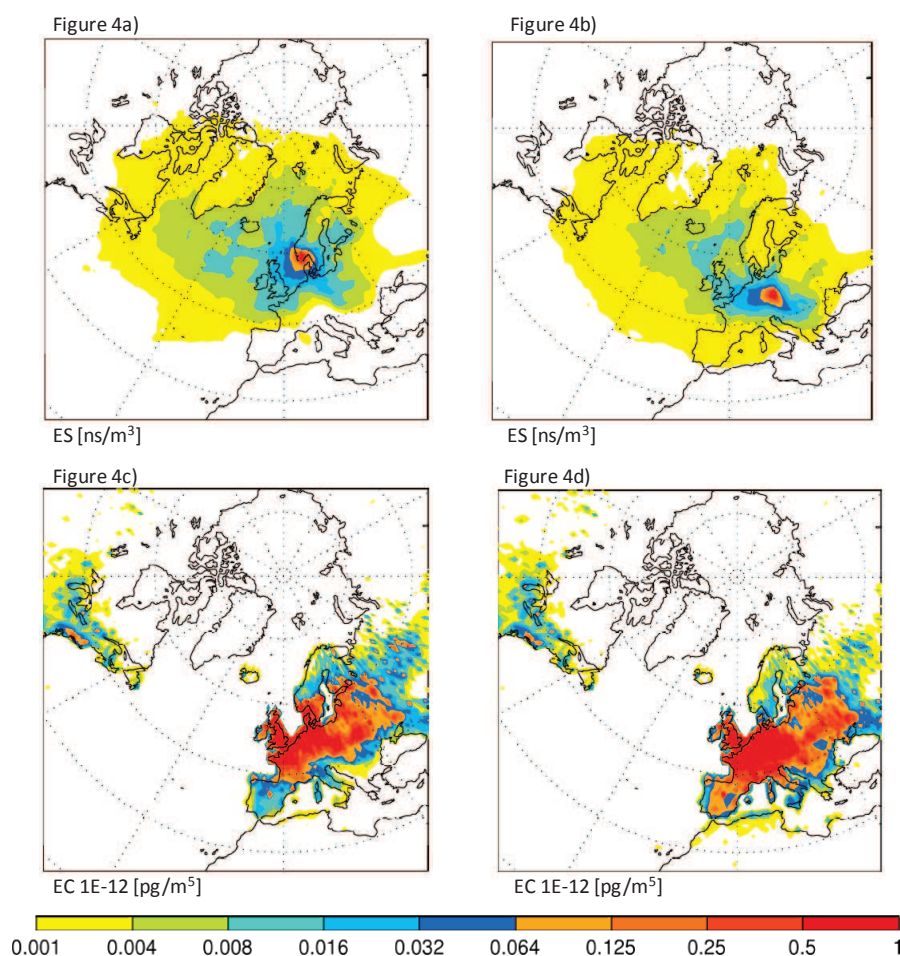 Figure 4a)
Figure 4b)
ES [ns/m³]
ES [ns/m³]
Figure 4c)
Figure 4d)
EC 1E-12 [pg/m⁵]
EC 1E-12 [pg/m⁵]
0.001 0.004 0.008 0.016 0.032 0.064 0.125 0.25 0.5 1